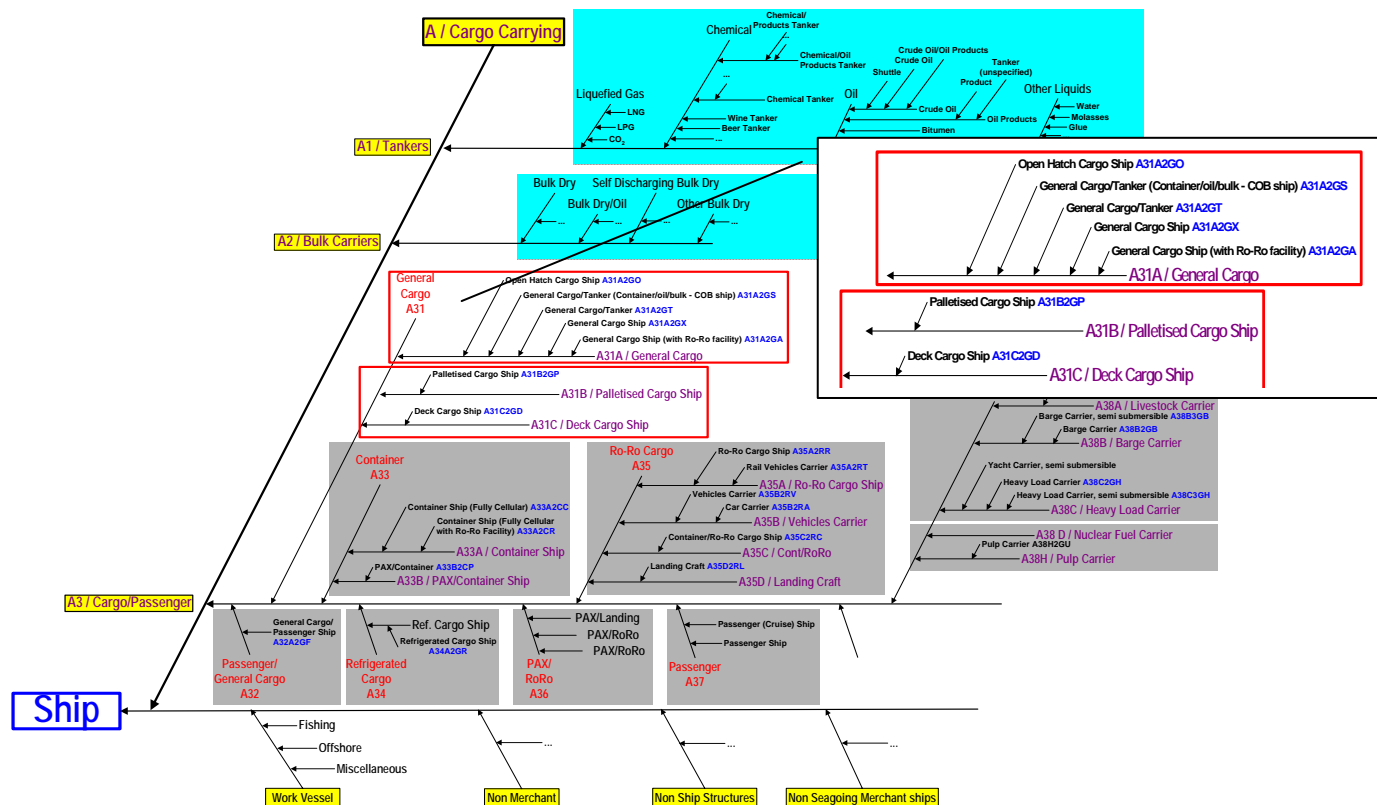 A / Cargo Carrying
Chemical/
Products Tanker
...
Chemical
Chemical/Oil
Products Tanker
...
Chemical Tanker
Wine Tanker
Beer Tanker
...
Liquefied Gas
LNG
LPG
CO2
Crude Oil/Oil Products
Crude Oil
Shuttle
Tanker
(unspecified)
Product
Oil
Crude Oil
Oil Products
Bitumen
Other Liquids
Water
Molasses
Glue
A1 / Tankers
Bulk Dry
Self Discharging Bulk Dry
Bulk Dry/Oil
Other Bulk Dry
...
...
...
...
A2 / Bulk Carriers
Open Hatch Cargo Ship A31A2GO
General Cargo/Tanker (Container/oil/bulk - COB ship) A31A2GS
General Cargo/Tanker A31A2GT
General Cargo Ship A31A2GX
General Cargo Ship (with Ro-Ro facility) A31A2GA
A31A / General Cargo
Palletised Cargo Ship A31B2GP
A31B / Palletised Cargo Ship
Deck Cargo Ship A31C2GD
A31C / Deck Cargo Ship
General
Cargo
A31
Open Hatch Cargo Ship A31A2GO
General Cargo/Tanker (Container/oil/bulk - COB ship) A31A2GS
General Cargo/Tanker A31A2GT
General Cargo Ship A31A2GX
General Cargo Ship (with Ro-Ro facility) A31A2GA
A31A / General Cargo
Palletised Cargo Ship A31B2GP
A31B / Palletised Cargo Ship
Deck Cargo Ship A31C2GD
A31C / Deck Cargo Ship
Container
A33
Container Ship (Fully Cellular) A33A2CC
Container Ship (Fully Cellular
with Ro-Ro Facility) A33A2CR
A33A / Container Ship
PAX/Container A33B2CP
A33B / PAX/Container Ship
Ro-Ro Cargo
A35
Ro-Ro Cargo Ship A35A2RR
Rail Vehicles Carrier A35A2RT
A35A / Ro-Ro Cargo Ship
Vehicles Carrier A35B2RV
Car Carrier A35B2RA
A35B / Vehicles Carrier
Container/Ro-Ro Cargo Ship A35C2RC
A35C / Cont/RoRo
Landing Craft A35D2RL
A35D / Landing Craft
A38A / Livestock Carrier
Barge Carrier, semi submersible A38B3GB
Barge Carrier A38B2GB
A38B / Barge Carrier
Yacht Carrier, semi submersible
Heavy Load Carrier A38C2GH
Heavy Load Carrier, semi submersible A38C3GH
A38C / Heavy Load Carrier
A38 D / Nuclear Fuel Carrier
Pulp Carrier A38H2GU
A38H / Pulp Carrier
A3 / Cargo/Passenger
General Cargo/
Passenger Ship
A32A2GF
Passenger/
General Cargo
A32
Ref. Cargo Ship
Refrigerated Cargo Ship
A34A2GR
Refrigerated
Cargo
A34
PAX/Landing
PAX/RoRo
PAX/RoRo
PAX/
RoRo
A36
Passenger (Cruise) Ship
Passenger Ship
Passenger
A37
Ship
Fishing
Offshore
Miscellaneous
...
...
...
Work Vessel
Non Merchant
Non Ship Structures
Non Seagoing Merchant ships